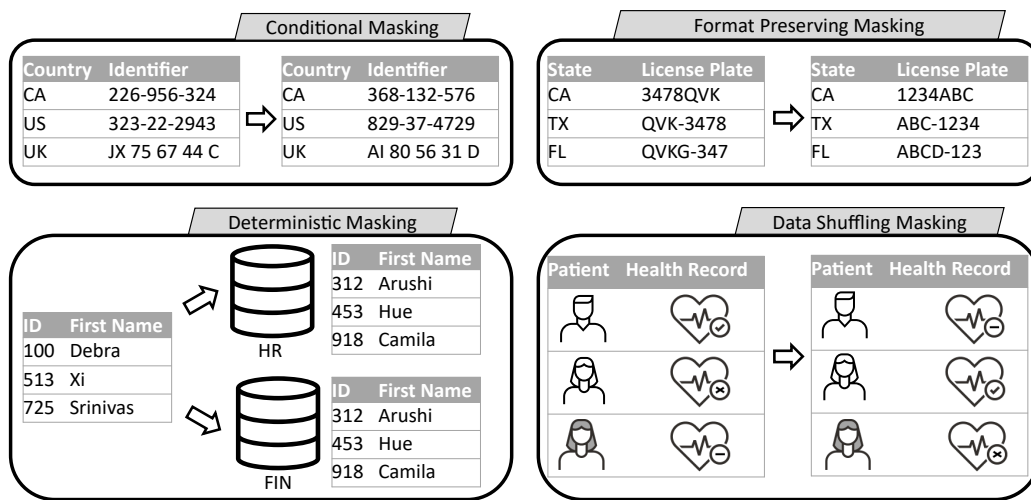 Conditional Masking
Country Identifier Country Identifier
CA 226-956-324 CA 368-132-576
US 323-22-2943 US 829-37-4729
UK JX 75 67 44 C UK AI 80 56 31 D
Format Preserving Masking
State License Plate State License Plate
CA 3478QVK CA 1234ABC
TX QVK-3478 TX ABC-1234
FL QVKG-347 FL ABCD-123
Deterministic Masking
ID First Name
100 Debra
513 Xi
725 Srinivas
HR
ID First Name
312 Arushi
453 Hue
918 Camila
FIN
ID First Name
312 Arushi
453 Hue
918 Camila
Data Shuffling Masking
Patient Health Record Patient Health Record